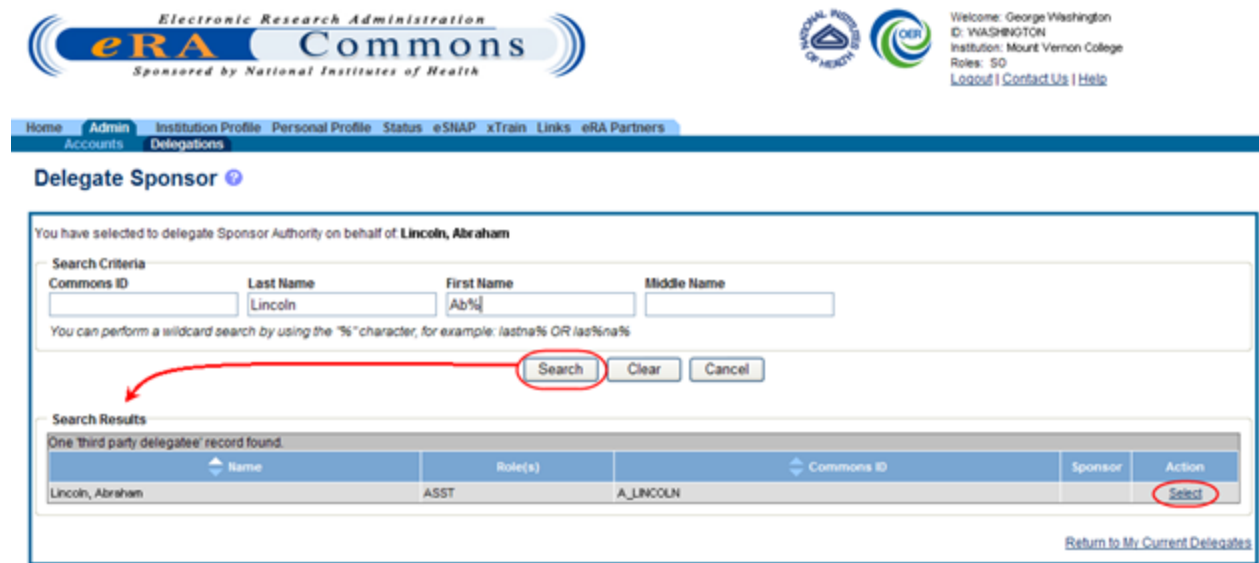 Electronic Research Administration
eRA Commons
Sponsored by National Institutes of Health
NATIONAL INSTITUTES OF HEALTH
OER
Welcome: George Washington
ID: WASHINGTON
Institution: Mount Vernon College
Roles: SO
Logout | Contact Us | Help
Home Admin Institution Profile Personal Profile Status eSNAP xTrain Links eRA Partners
Accounts Delegations
Delegate Sponsor ?
You have selected to delegate Sponsor Authority on behalf of: Lincoln, Abraham
Search Criteria
Commons ID Last Name First Name Middle Name
Lincoln Ab%
You can perform a wildcard search by using the "%" character, for example: lastna% OR las%na%
Search Clear Cancel
Search Results
One 'third party delegatee' record found.
Name Role(s) Commons ID Sponsor Action
Lincoln, Abraham ASST A_LINCOLN Select
Return to My Current Delegates